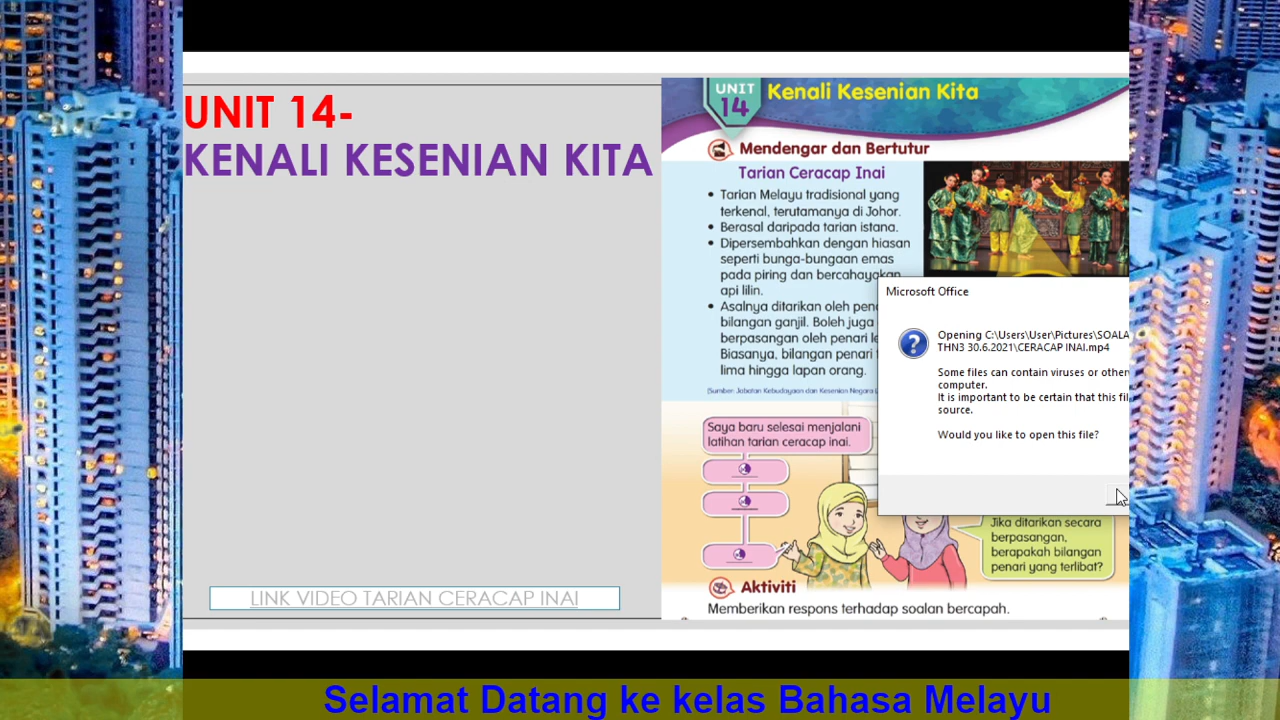 UNIT 14-
KENALI KESENIAN KITA
LINK VIDEO TARIAN CERACAP INAI
UNIT
14
Kenali Kesenian Kita
Mendengar dan Bertutur
Tarian Ceracap Inai
• Tarian Melayu tradisional yang
terkenal, terutamanya di Johor.
• Berasal daripada tarian istana.
• Dipersembahkan dengan hiasan
seperti bunga-bungaan emas
pada piring dan bercahayakan
api lilin.
• Asalnya ditarikan oleh
bilangan ganjil. Boleh juga
berpasangan oleh penari
Biasanya, bilangan penari
lima hingga lapan orang.
(Sumber: Jabatan Kebudayaan dan Kesenian Negara
Saya baru selesai menjalani
latihan tarian ceracap inai.
Jika ditarikan secara
berpasangan,
berapakah bilangan
penari yang terlibat?
Aktiviti
Memberikan respons terhadap soalan bercapah.
Microsoft Office
Opening C:\Users\User\Pictures\SOALA
THN3 30.6.2021\CERACAP INAI.mp4
Some files can contain viruses or other
computer.
It is important to be certain that this
source.
Would you like to open this file?
Selamat Datang ke kelas Bahasa Melayu